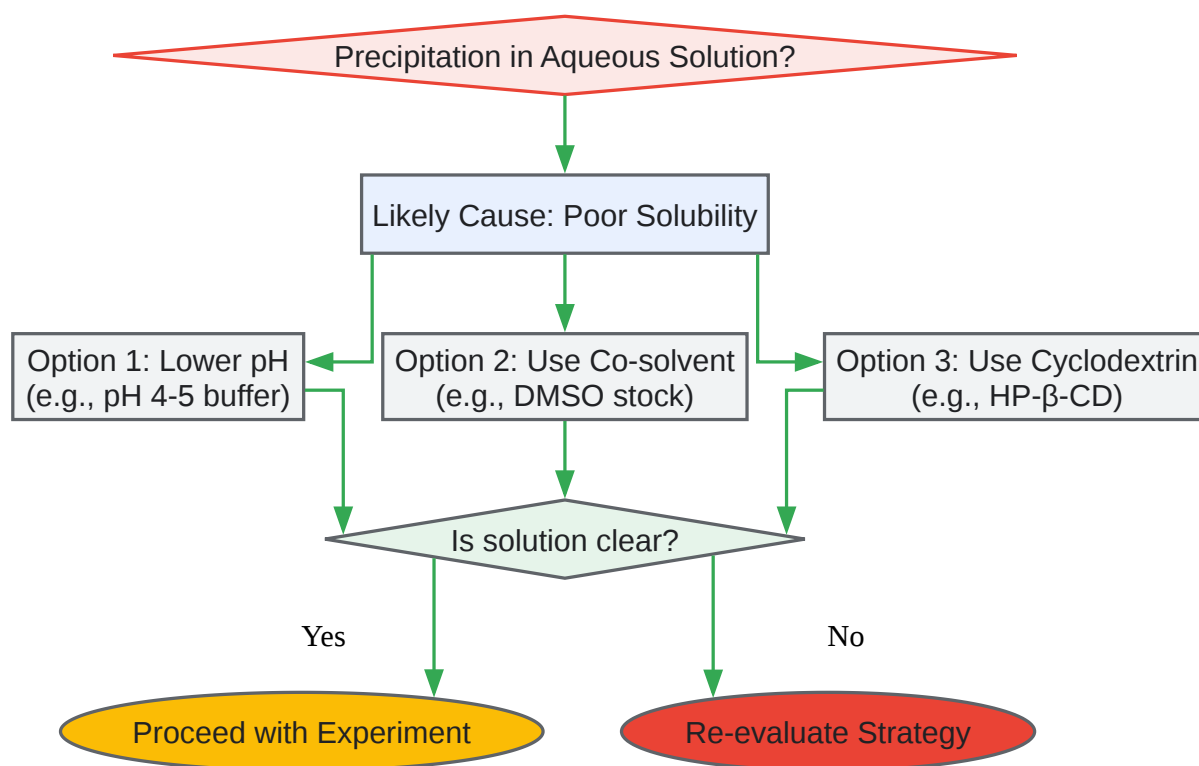 Precipitation in Aqueous Solution?
Likely Cause: Poor Solubility
Option 1: Lower pH
(e.g., pH 4-5 buffer)
Option 2: Use Co-solvent
(e.g., DMSO stock)
Option 3: Use Cyclodextrin
(e.g., HP-β-CD)
Is solution clear?
Yes
No
Proceed with Experiment
Re-evaluate Strategy